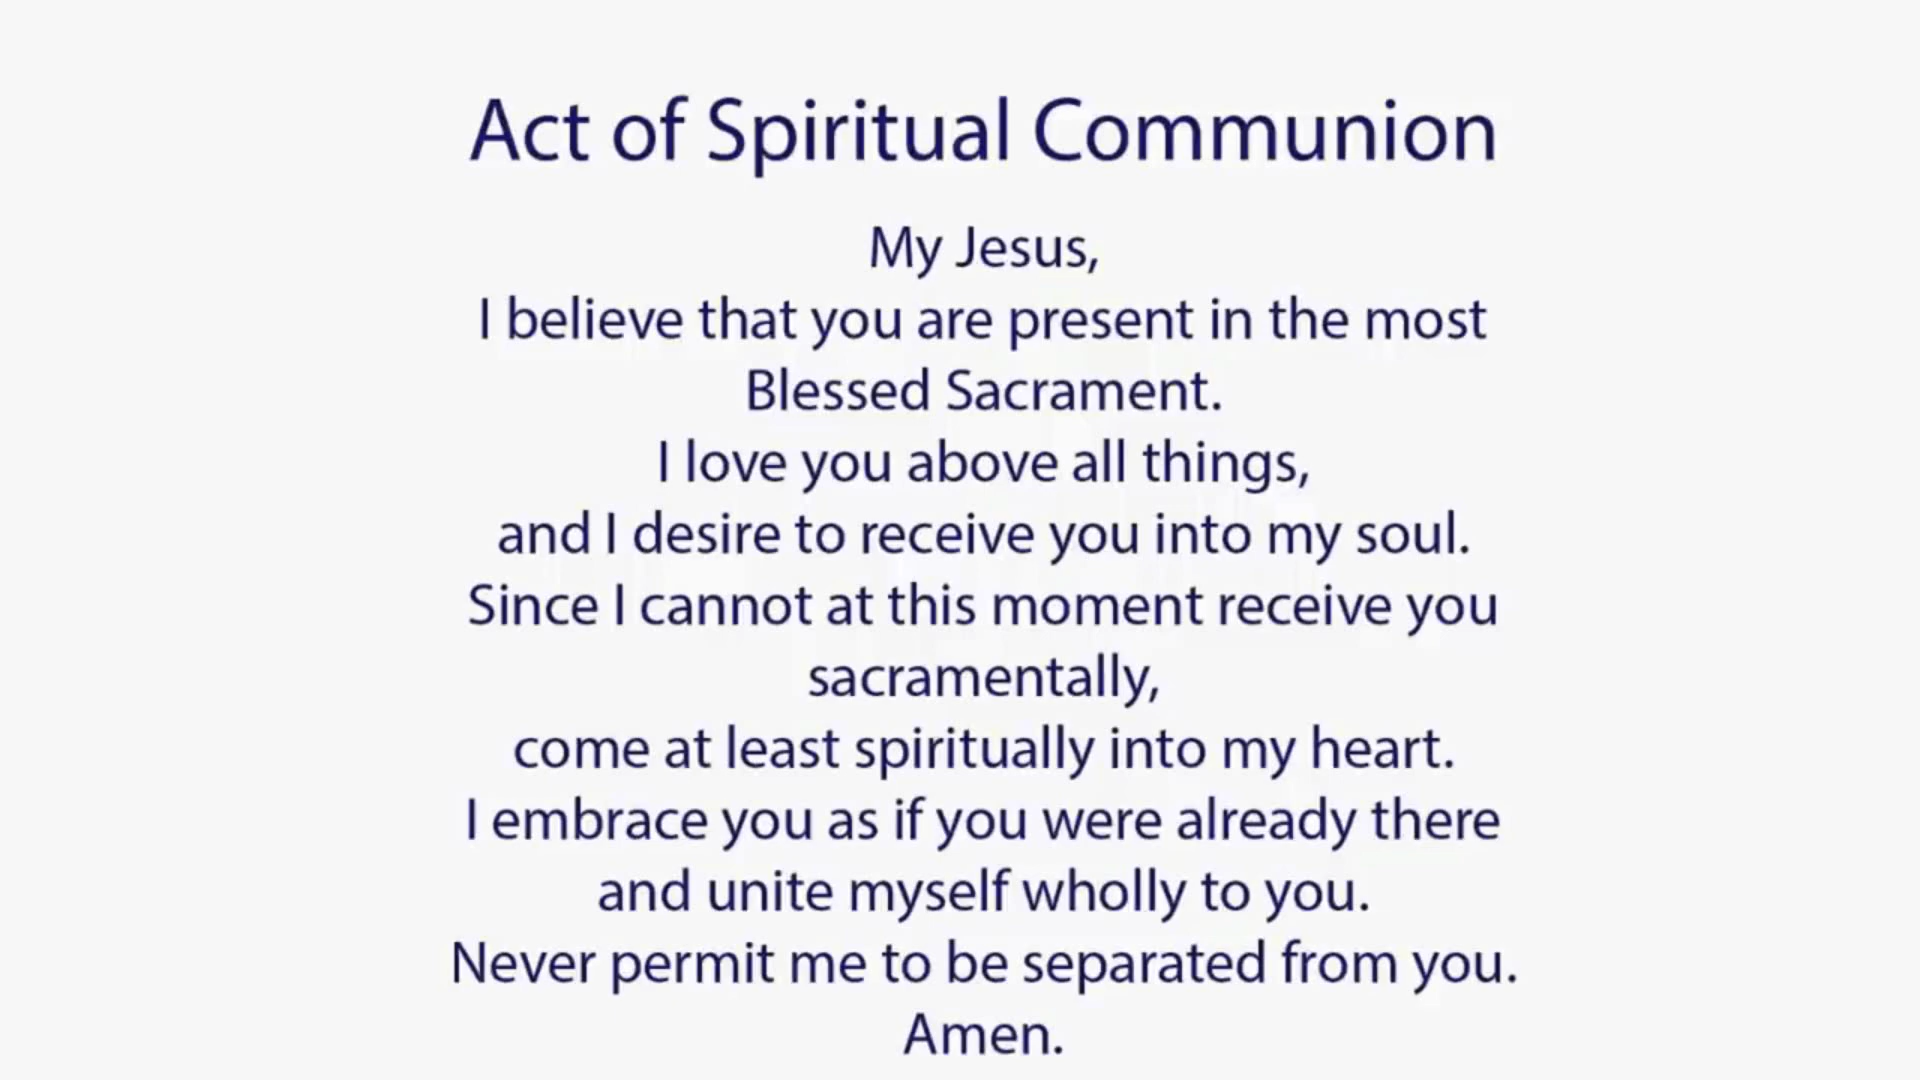 Act of Spiritual Communion
My Jesus,
I believe that you are present in the most
Blessed Sacrament.
I love you above all things,
and I desire to receive you into my soul.
Since I cannot at this moment receive you
sacramentally,
come at least spiritually into my heart.
I embrace you as if you were already there
and unite myself wholly to you.
Never permit me to be separated from you.
Amen.